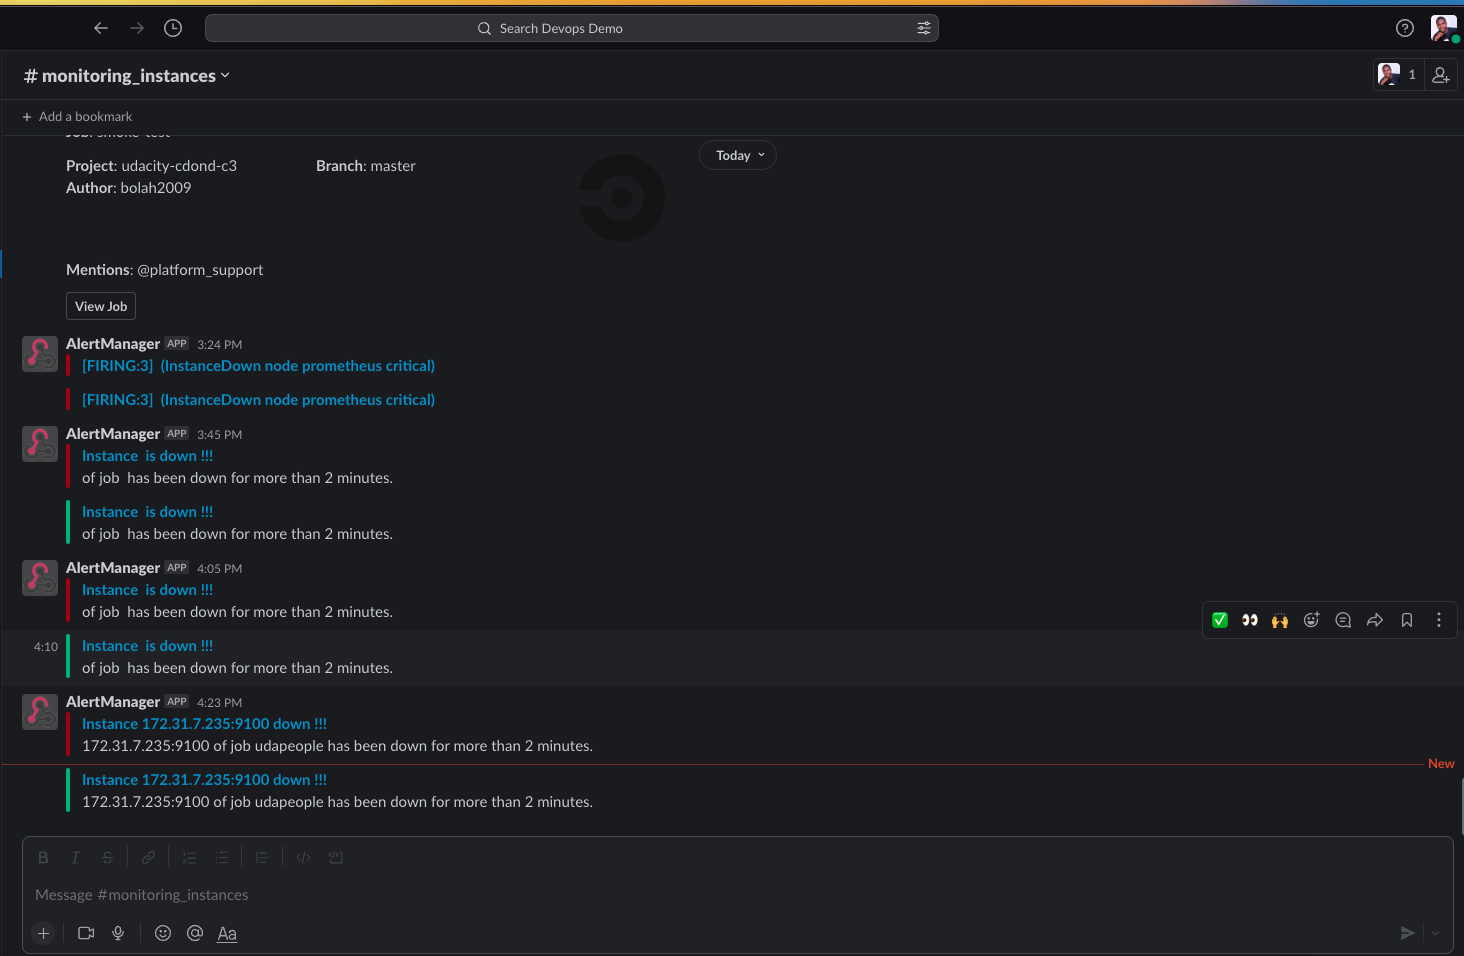 Search Devops Demo
# monitoring_instances
1
+ Add a bookmark
Job: smoke-test
Today
Project: udacity-cdond-c3 Branch: master
Author: bolah2009
Mentions: @platform_support
View Job
AlertManager APP 3:24 PM
[FIRING:3] (InstanceDown node prometheus critical)
[FIRING:3] (InstanceDown node prometheus critical)
AlertManager APP 3:45 PM
Instance is down !!!
of job has been down for more than 2 minutes.
Instance is down !!!
of job has been down for more than 2 minutes.
AlertManager APP 4:05 PM
Instance is down !!!
of job has been down for more than 2 minutes.
4:10 Instance is down !!!
of job has been down for more than 2 minutes.
AlertManager APP 4:23 PM
Instance 172.31.7.235:9100 down !!!
172.31.7.235:9100 of job udapeople has been down for more than 2 minutes.
New
Instance 172.31.7.235:9100 down !!!
172.31.7.235:9100 of job udapeople has been down for more than 2 minutes.
B I S
Message #monitoring_instances
Aa